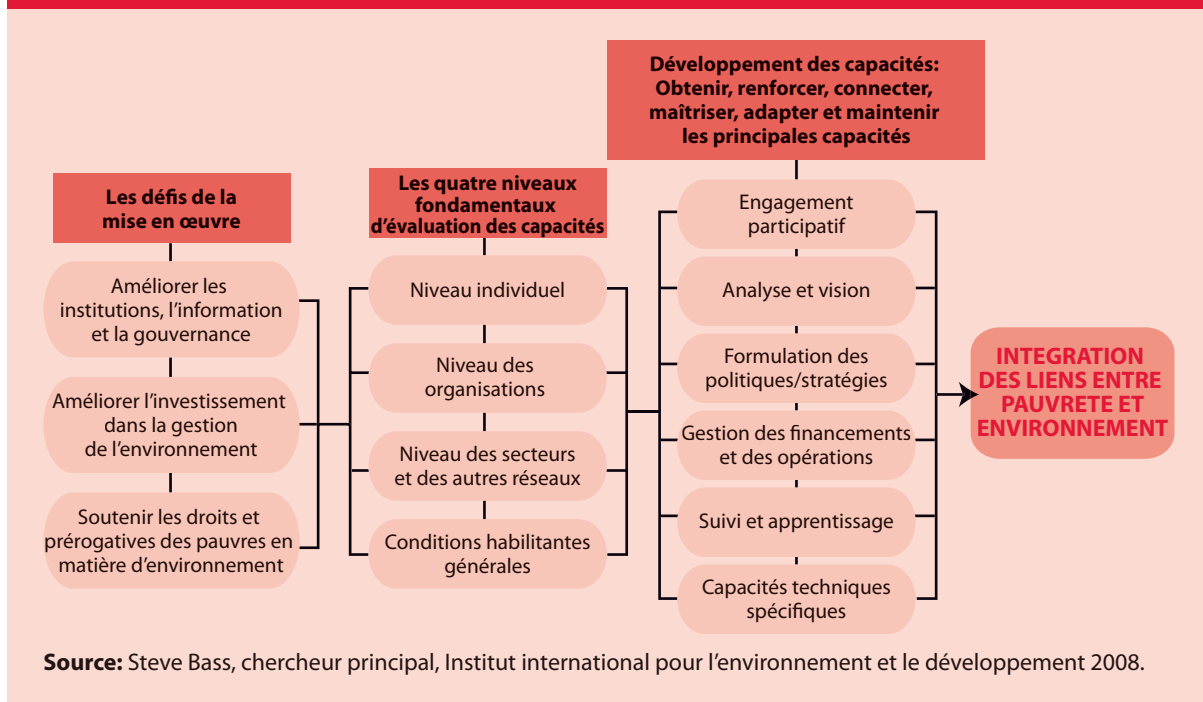 Les défis de la
mise en œuvre
Améliorer les
institutions, l’information
et la gouvernance
Améliorer l’investissement
dans la gestion
de l’environnement
Soutenir les droits et
prérogatives des pauvres en
matière d’environnement
Les quatre niveaux
fondamentaux
d’évaluation des capacités
Niveau individuel
Niveau des
organisations
Niveau des secteurs
et des autres réseaux
Conditions habilitantes
générales
Développement des capacités:
Obtenir, renforcer, connecter,
maîtriser, adapter et maintenir
les principales capacités
Engagement
participatif
Analyse et vision
Formulation des
politiques/stratégies
Gestion des financements
et des opérations
Suivi et apprentissage
Capacités techniques
spécifiques
INTEGRATION
DES LIENS ENTRE
PAUVRETE ET
ENVIRONNEMENT
Source: Steve Bass, chercheur principal, Institut international pour l’environnement et le développement 2008.